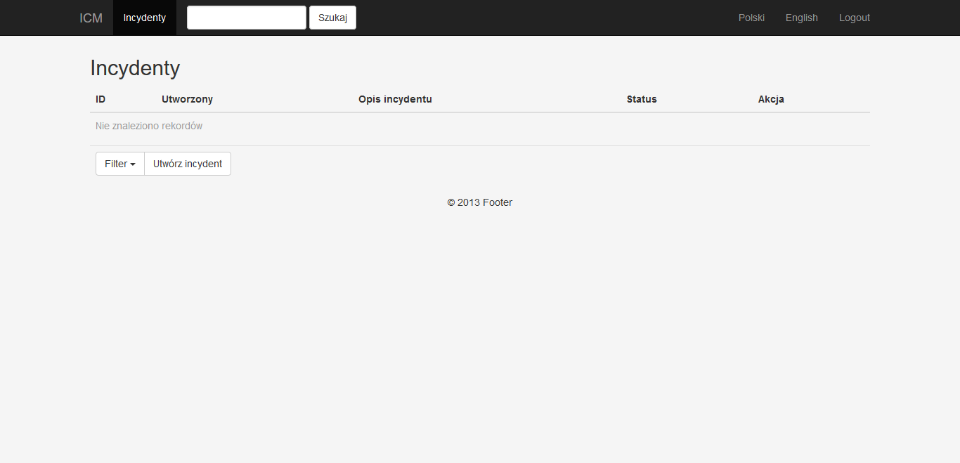 ICM Incydenty Szukaj Polski English Logout
Incydenty
ID Utworzony Opis incydentu Status Akcja
Nie znaleziono rekordów
Filter Utwórz incydent
© 2013 Footer